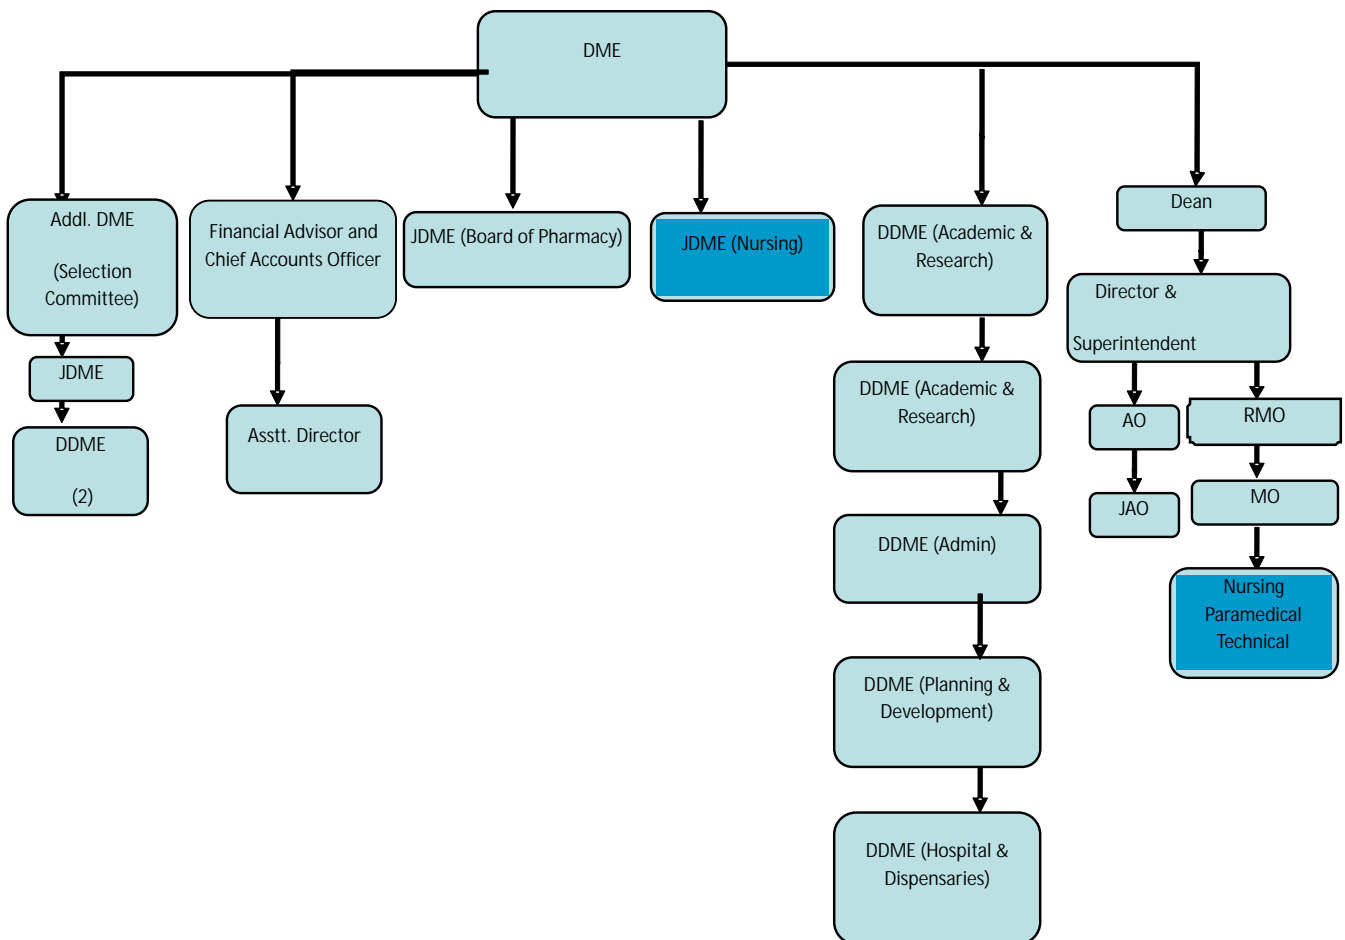 DME
Addl. DME
(Selection
Committee)
JDME
DDME
(2)
Financial Advisor and
Chief Accounts Officer
Asstt. Director
JDME (Board of Pharmacy)
JDME (Nursing)
DDME (Academic &
Research)
DDME (Academic &
Research)
DDME (Admin)
DDME (Planning &
Development)
DDME (Hospital &
Dispensaries)
Dean
Director &
Superintendent
AO
JAO
RMO
MO
Nursing
Paramedical
Technical